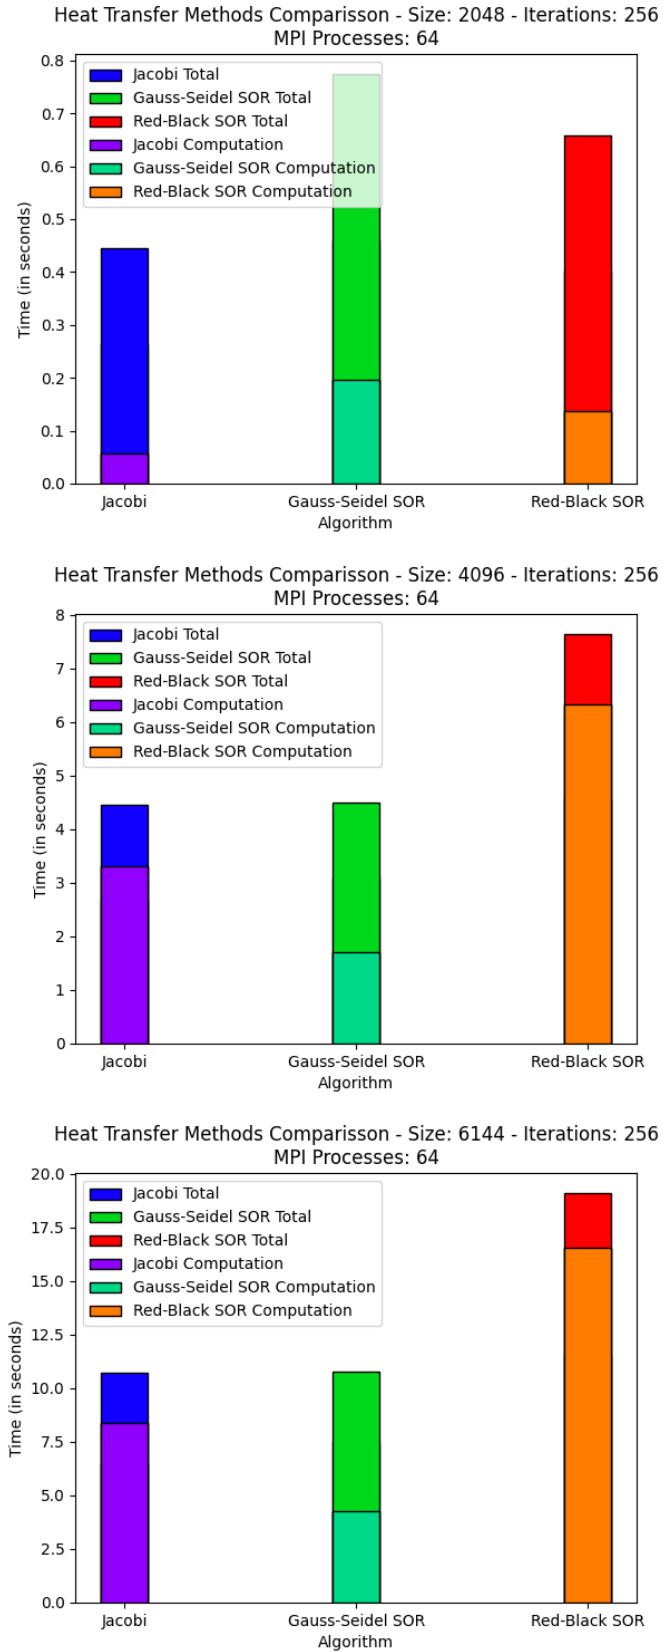 Heat Transfer Methods Comparisson - Size: 2048 - Iterations: 256
MPI Processes: 64
0.8
0.7
0.6
0.5
0.4
0.3
0.2
0.1
0.0
Time (in seconds)
Jacobi Total
Gauss-Seidel SOR Total
Red-Black SOR Total
Jacobi Computation
Gauss-Seidel SOR Computation
Red-Black SOR Computation
Jacobi
Gauss-Seidel SOR
Red-Black SOR
Algorithm
Heat Transfer Methods Comparisson - Size: 4096 - Iterations: 256
MPI Processes: 64
8
7
6
5
4
3
2
1
0
Time (in seconds)
Jacobi Total
Gauss-Seidel SOR Total
Red-Black SOR Total
Jacobi Computation
Gauss-Seidel SOR Computation
Red-Black SOR Computation
Jacobi
Gauss-Seidel SOR
Red-Black SOR
Algorithm
Heat Transfer Methods Comparisson - Size: 6144 - Iterations: 256
MPI Processes: 64
20.0
17.5
15.0
12.5
10.0
7.5
5.0
2.5
0.0
Time (in seconds)
Jacobi Total
Gauss-Seidel SOR Total
Red-Black SOR Total
Jacobi Computation
Gauss-Seidel SOR Computation
Red-Black SOR Computation
Jacobi
Gauss-Seidel SOR
Red-Black SOR
Algorithm